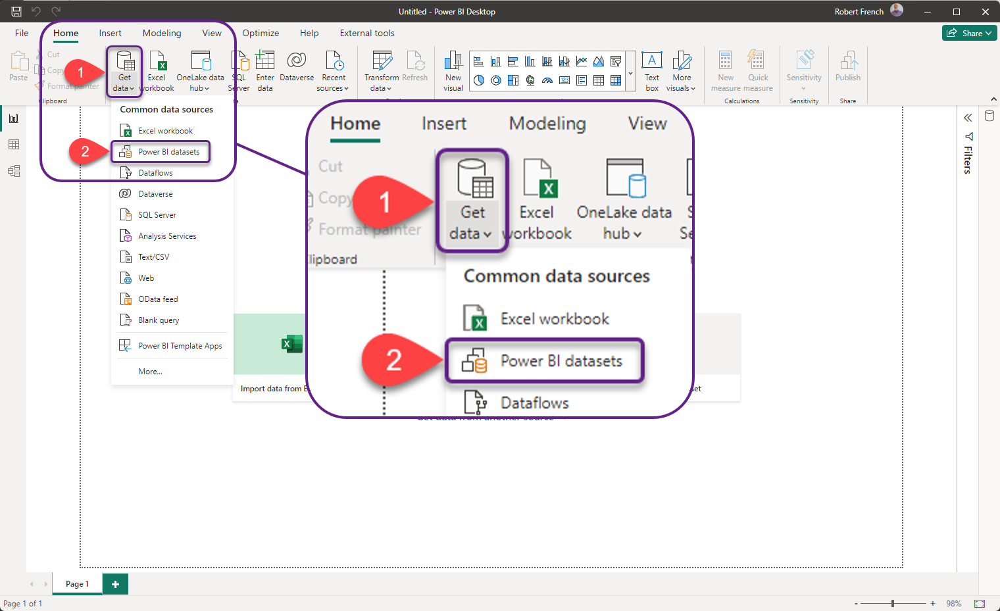 Untitled - Power BI Desktop
Robert French
File Home Insert Modeling View Optimize Help External tools
Share
Paste
Cut
Copy
Format painter
Clipboard
1
Get data
Excel workbook
OneLake data hub
SQL Server
Enter data
Dataverse
Recent sources
Transform data
Refresh
New visual
123
A
Text box
More visuals
New measure
Quick measure
Calculations
Sensitivity
Sensitivity
Publish
Share
Common data sources
Excel workbook
2
Power BI datasets
Dataflows
Dataverse
SQL Server
Analysis Services
Text/CSV
Web
OData feed
Blank query
Power BI Template Apps
More...
Import data from E
Home Insert Modeling View
Cut
Copy
Format painter
lipboard
1
Get data
Excel workbook
OneLake data hub
Common data sources
Excel workbook
2
Power BI datasets
Dataflows
Get data from another source
Filters
Page 1
+
Page 1 of 1
- + 98%